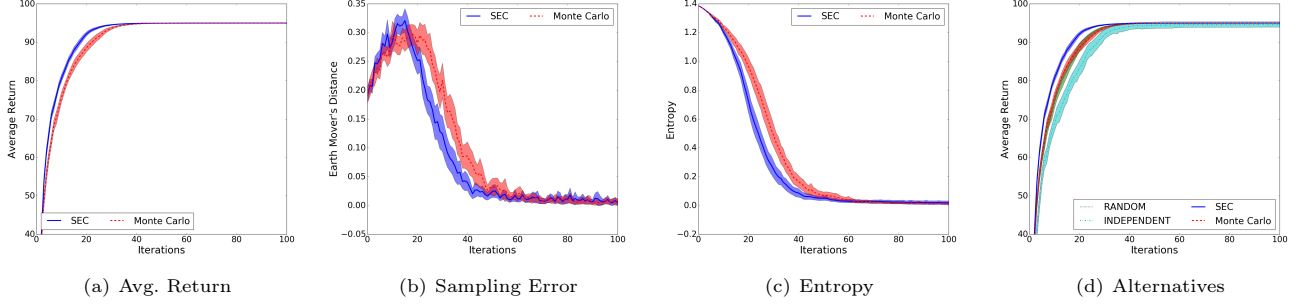 100
90
80
70
60
50
40
Average Return
SEC
Monte Carlo
0
20
40
60
80
100
Iterations
(a) Avg. Return
0.35
0.30
0.25
0.20
0.15
0.10
0.05
0.00
−0.05
Earth Mover's Distance
SEC
Monte Carlo
0
20
40
60
80
100
Iterations
(b) Sampling Error
1.4
1.2
1.0
0.8
0.6
0.4
0.2
0.0
−0.2
Entropy
SEC
Monte Carlo
0
20
40
60
80
100
Iterations
(c) Entropy
100
90
80
70
60
50
40
Average Return
RANDOM
INDEPENDENT
SEC
Monte Carlo
0
20
40
60
80
100
Iterations
(d) Alternatives